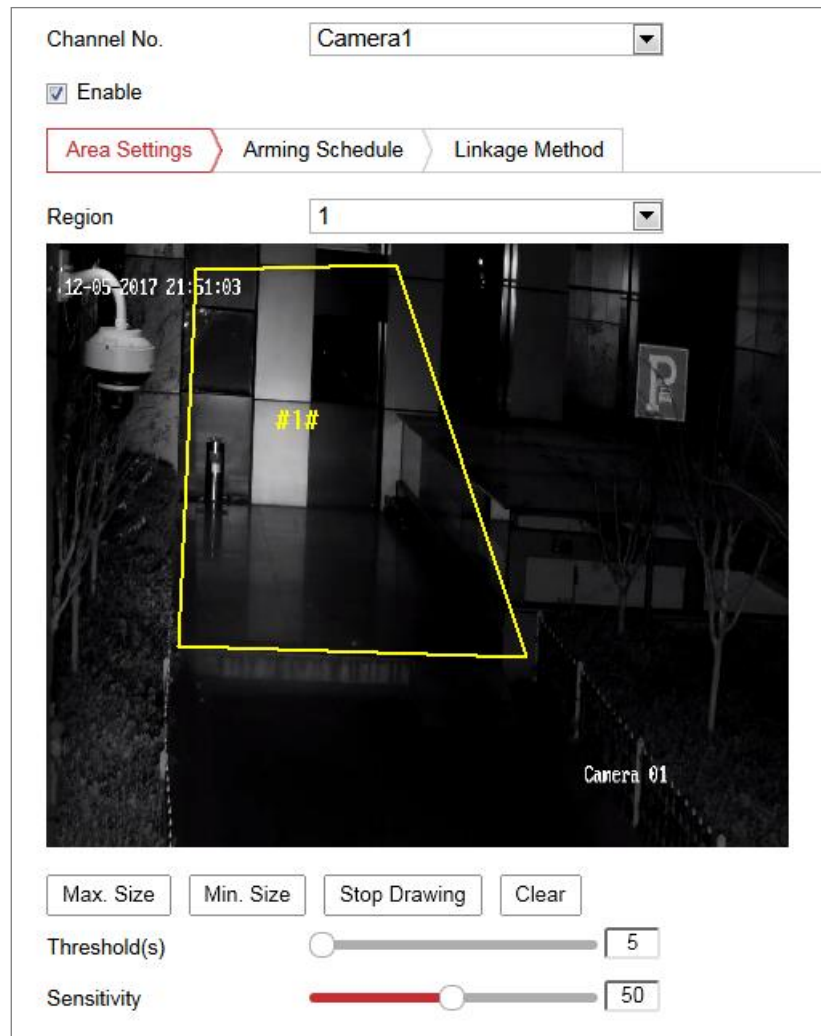 Channel No. Camera1
Enable
Area Settings Arming Schedule Linkage Method
Region 1
12-05-2017 21:51:03
P
#1#
Camera 01
Max. Size Min. Size Stop Drawing Clear
Threshold(s) 5
Sensitivity 50